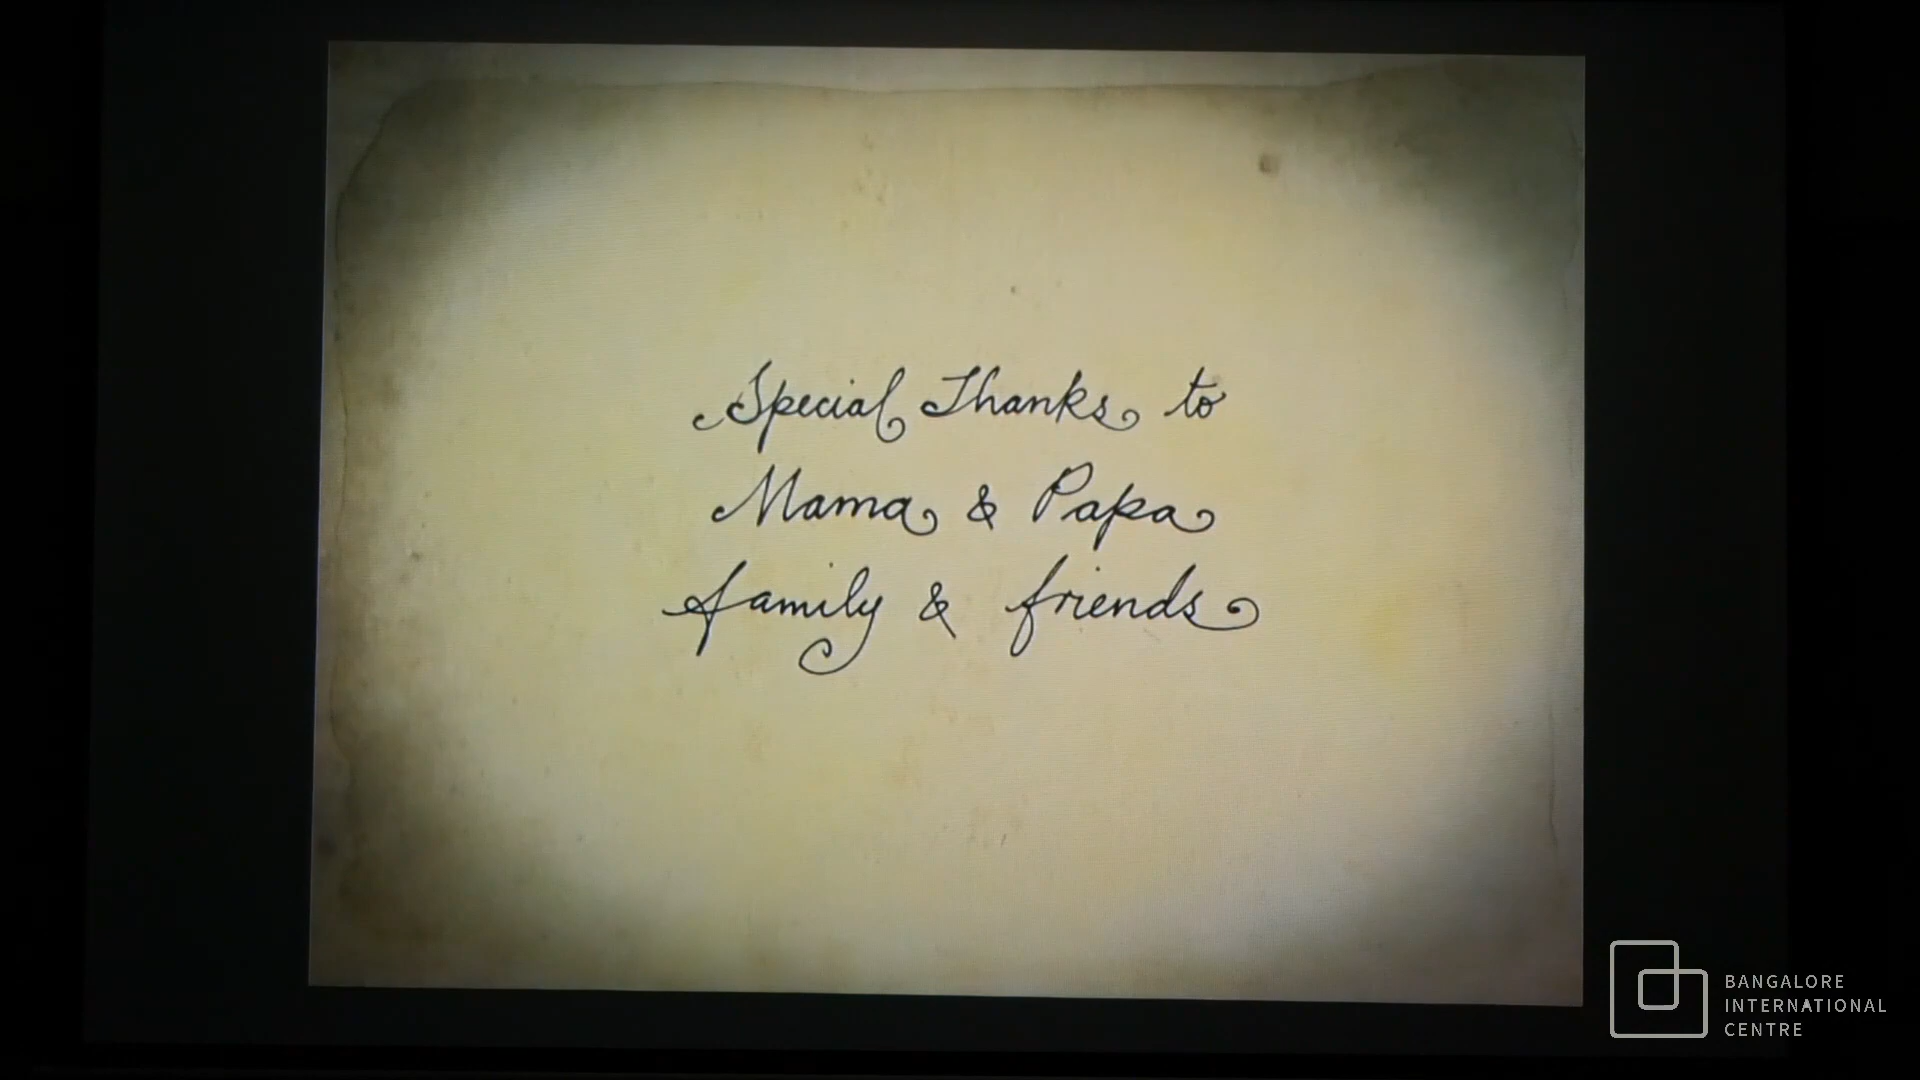 Special Thanks to
Mama & Papa
family & friends
BANGALORE
INTERNATIONAL
CENTRE